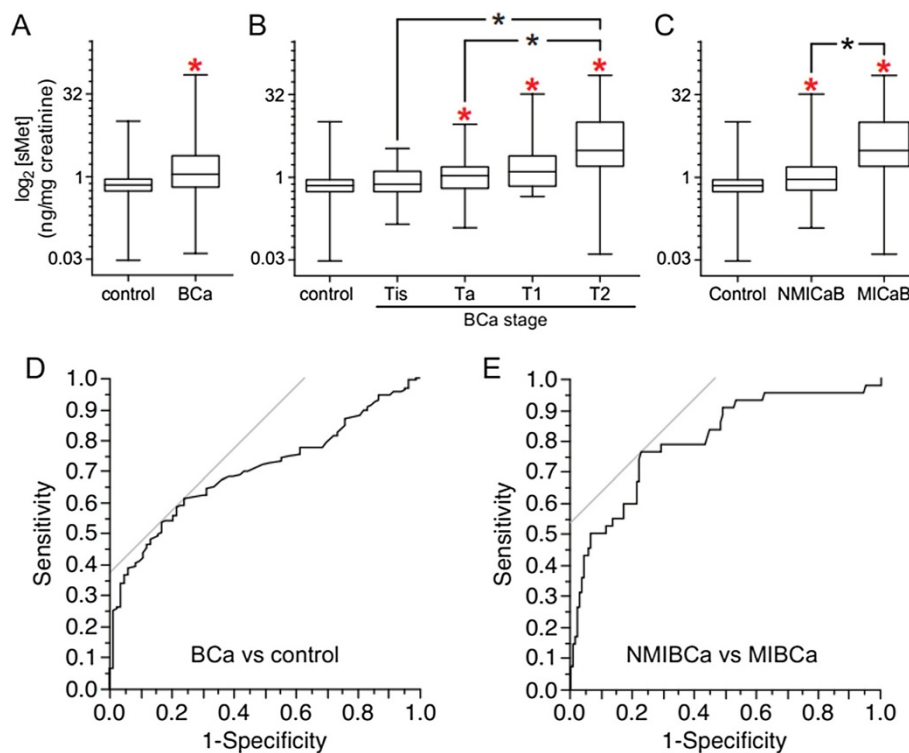 A
B
C
log2 [sMet]
(ng/mg creatinine)
32
1
0.03
control
BCa
*
32
1
0.03
control
Tis
Ta
T1
T2
BCa stage
*
*
*
*
*
32
1
0.03
Control
NMICaB
MICaB
*
*
*
D
E
Sensitivity
1.0
0.9
0.8
0.7
0.6
0.5
0.4
0.3
0.2
0.1
0.0
BCa vs control
0.0
0.2
0.4
0.6
0.8
1.0
1-Specificity
Sensitivity
1.0
0.9
0.8
0.7
0.6
0.5
0.4
0.3
0.2
0.1
0.0
NMIBCa vs MIBCa
0.0
0.2
0.4
0.6
0.8
1.0
1-Specificity